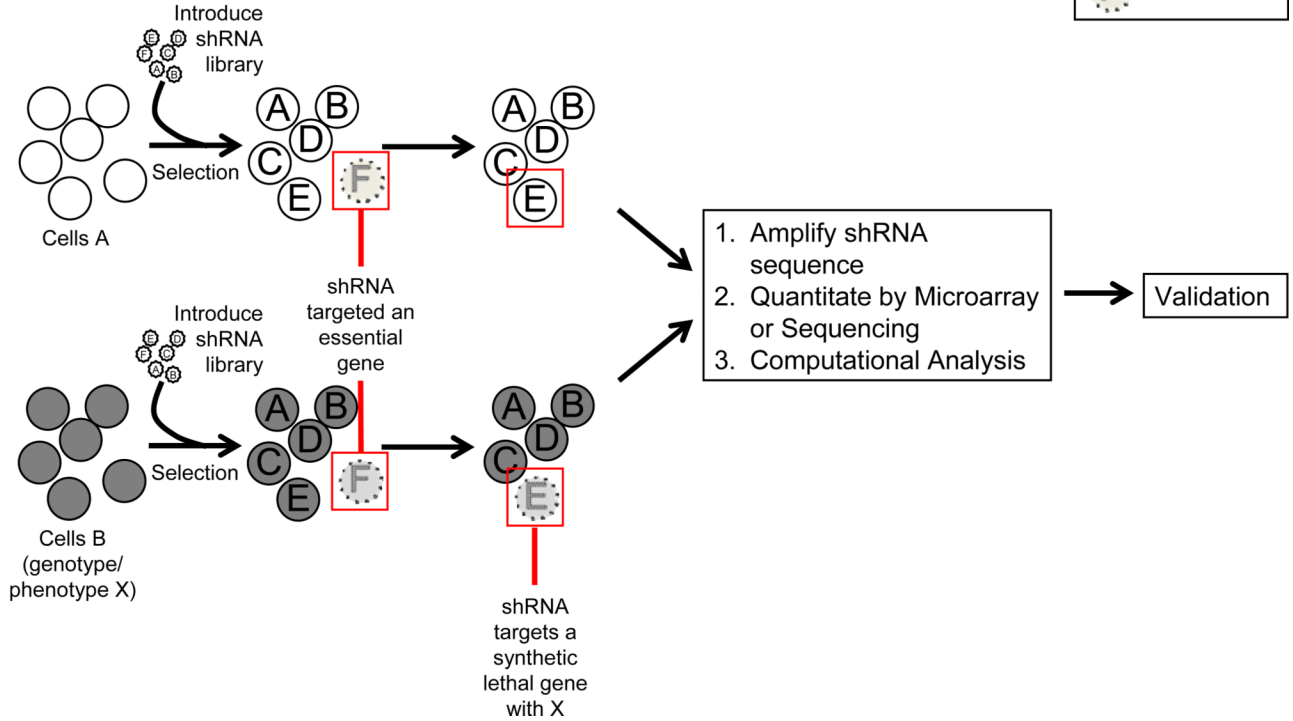 Introduce
shRNA
library
E D
F C
A B
A B
D
C
F
E
A B
D
C
E
Selection
Cells A
shRNA
targeted an
essential
gene
1. Amplify shRNA
sequence
2. Quantitate by Microarray
or Sequencing
3. Computational Analysis
Validation
Introduce
shRNA
library
E D
F C
A B
A B
D
C
F
E
A B
D
C
E
Selection
Cells B
(genotype/
phenotype X)
shRNA
targets a
synthetic
lethal gene
with X